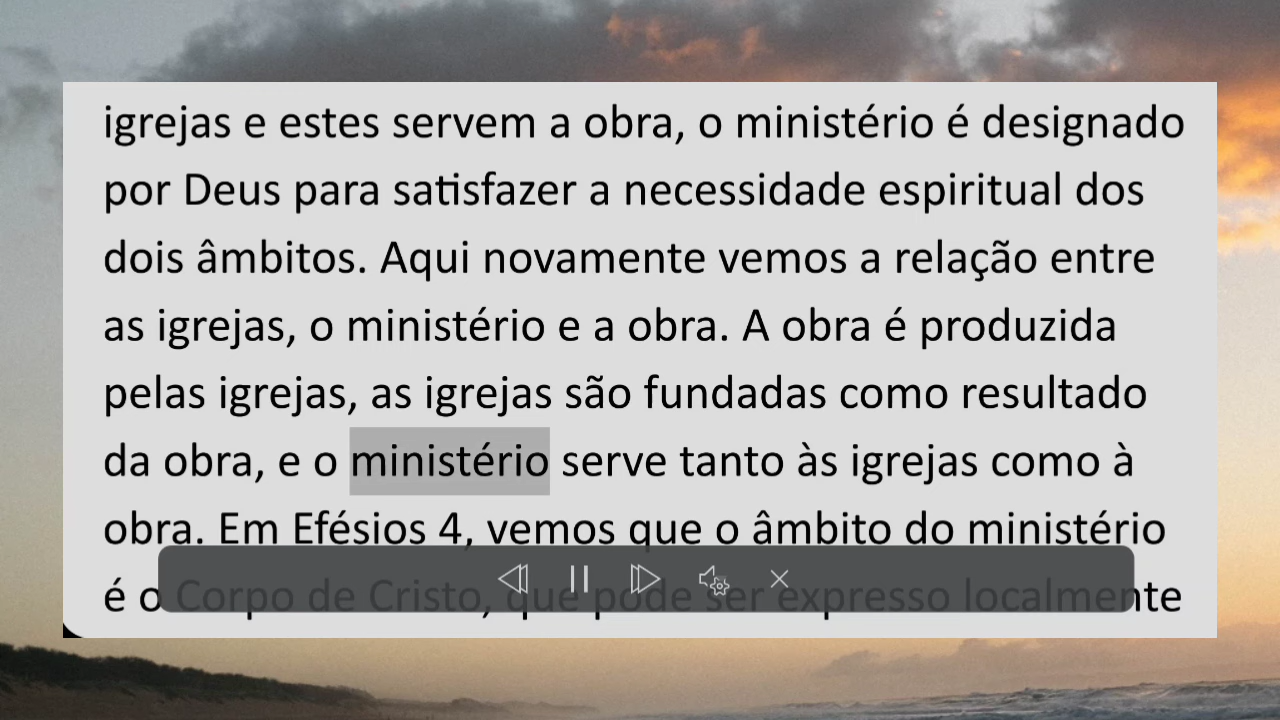 igrejas e estes servem a obra, o ministério é designado
por Deus para satisfazer a necessidade espiritual dos
dois âmbitos. Aqui novamente vemos a relação entre
as igrejas, o ministério e a obra. A obra é produzida
pelas igrejas, as igrejas são fundadas como resultado
da obra, e o ministério serve tanto às igrejas como à
obra. Em Efésios 4, vemos que o âmbito do ministério
é o Corpo de Cristo, que pode ser expresso localmente